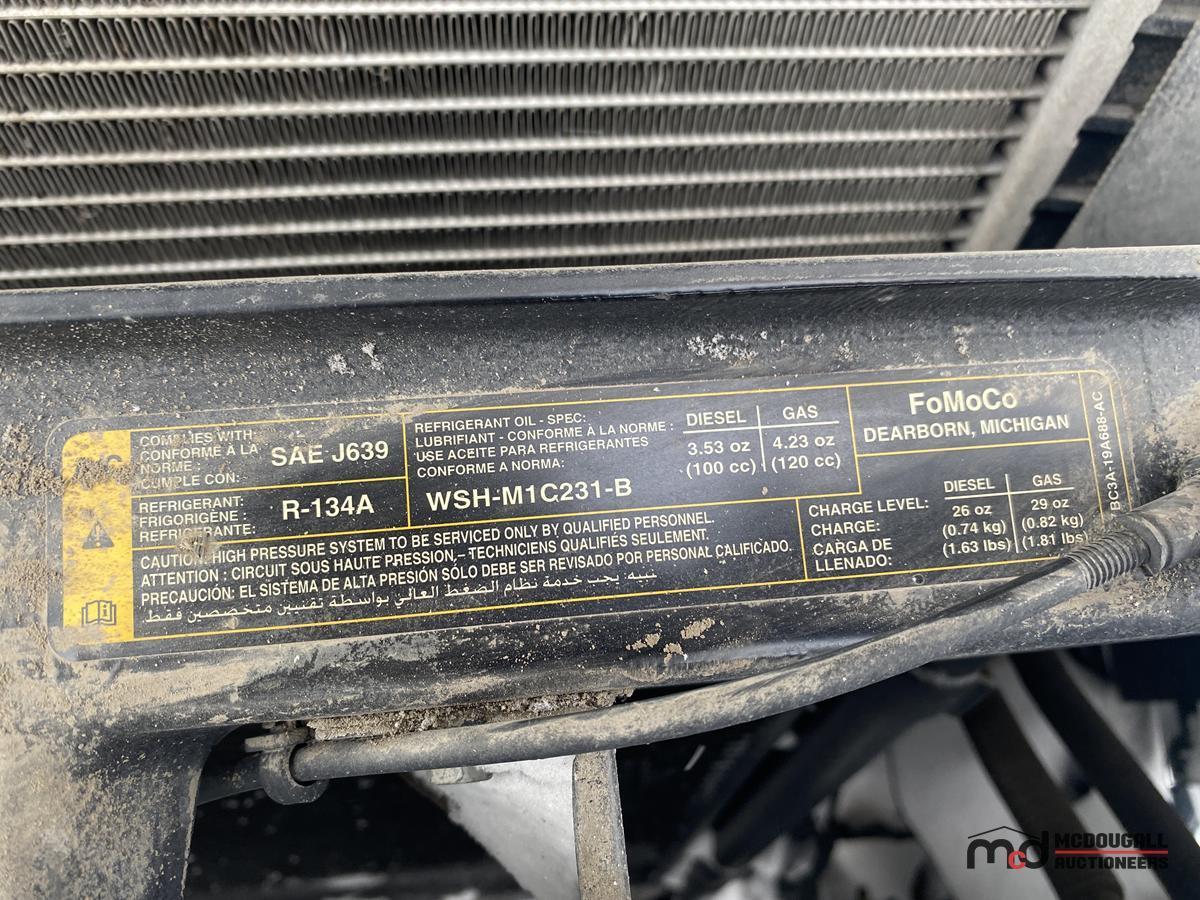 COMPLIES WITH
CONFORME À LA
NORME :
CUMPLE CON:
SAE J639
REFRIGERANT:
FRIGORIGÈNE
REFRIGERANTE:
R-134A
REFRIGERANT OIL - SPEC:
LUBRIFIANT - CONFORME À LA NORME :
USE ACEITE PARA REFRIGERANTES
CONFORME A NORMA:
WSH-M1C231-B
DIESEL GAS
3.53 oz 4.23 oz
(100 cc) (120 cc)
FoMoCo
DEARBORN, MICHIGAN
CAUTION: HIGH PRESSURE SYSTEM TO BE SERVICED ONLY BY QUALIFIED PERSONNEL.
ATTENTION : CIRCUIT SOUS HAUTE PRESSION - TECHNICIENS QUALIFIÉS SEULEMENT.
PRECAUCIÓN: EL SISTEMA DE ALTA PRESIÓN SÓLO DEBE SER REVISADO POR PERSONAL CALIFICADO.
تنبيه: يجب خدمة نظام الضغط العالي بواسطة تقنيين متخصصين فقط.
CHARGE LEVEL:
CHARGE:
CARGA DE
LLENADO:
DIESEL GAS
26 oz 29 oz
(0.74 kg) (0.82 kg)
(1.63 lbs) (1.81 lbs)
BC3A-19A688-AC
mcd MCDOUGALL
AUCTIONEERS